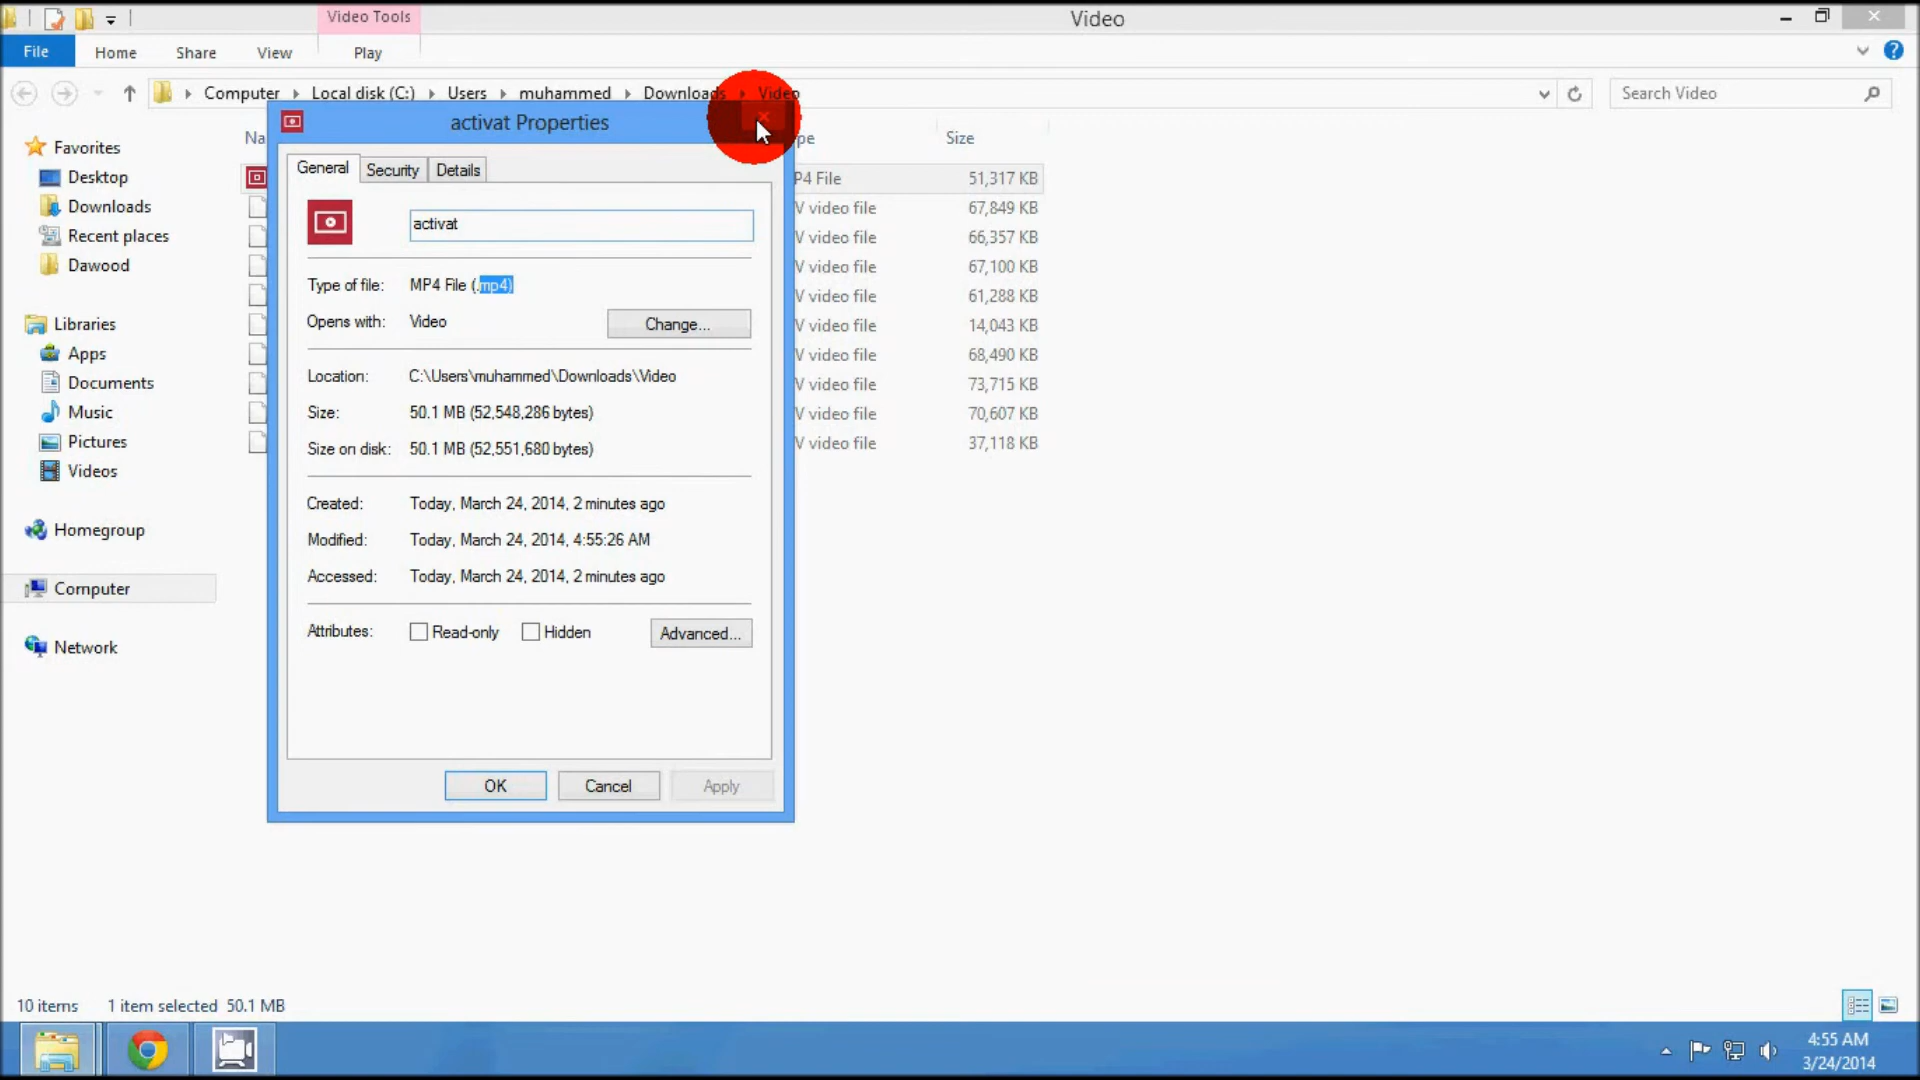 Video Tools
Video
File
Home
Share
View
Play
Computer
Local disk (C:)
Users
muhammed
Downloads
Video
Search Video
activat Properties
Na
pe
Size
Favorites
Desktop
Downloads
Recent places
Dawood
Libraries
Apps
Documents
Music
Pictures
Videos
Homegroup
Computer
Network
General
Security
Details
activat
Type of file: MP4 File (.mp4)
Opens with: Video
Change...
Location: C:\Users\muhammed\Downloads\Video
Size: 50.1 MB (52,548,286 bytes)
Size on disk: 50.1 MB (52,551,680 bytes)
Created: Today, March 24, 2014, 2 minutes ago
Modified: Today, March 24, 2014, 4:55:26 AM
Accessed: Today, March 24, 2014, 2 minutes ago
Attributes: Read-only Hidden
Advanced...
OK
Cancel
Apply
P4 File 51,317 KB
V video file 67,849 KB
V video file 66,357 KB
V video file 67,100 KB
V video file 61,288 KB
V video file 14,043 KB
V video file 68,490 KB
V video file 73,715 KB
V video file 70,607 KB
V video file 37,118 KB
10 items 1 item selected 50.1 MB
4:55 AM
3/24/2014